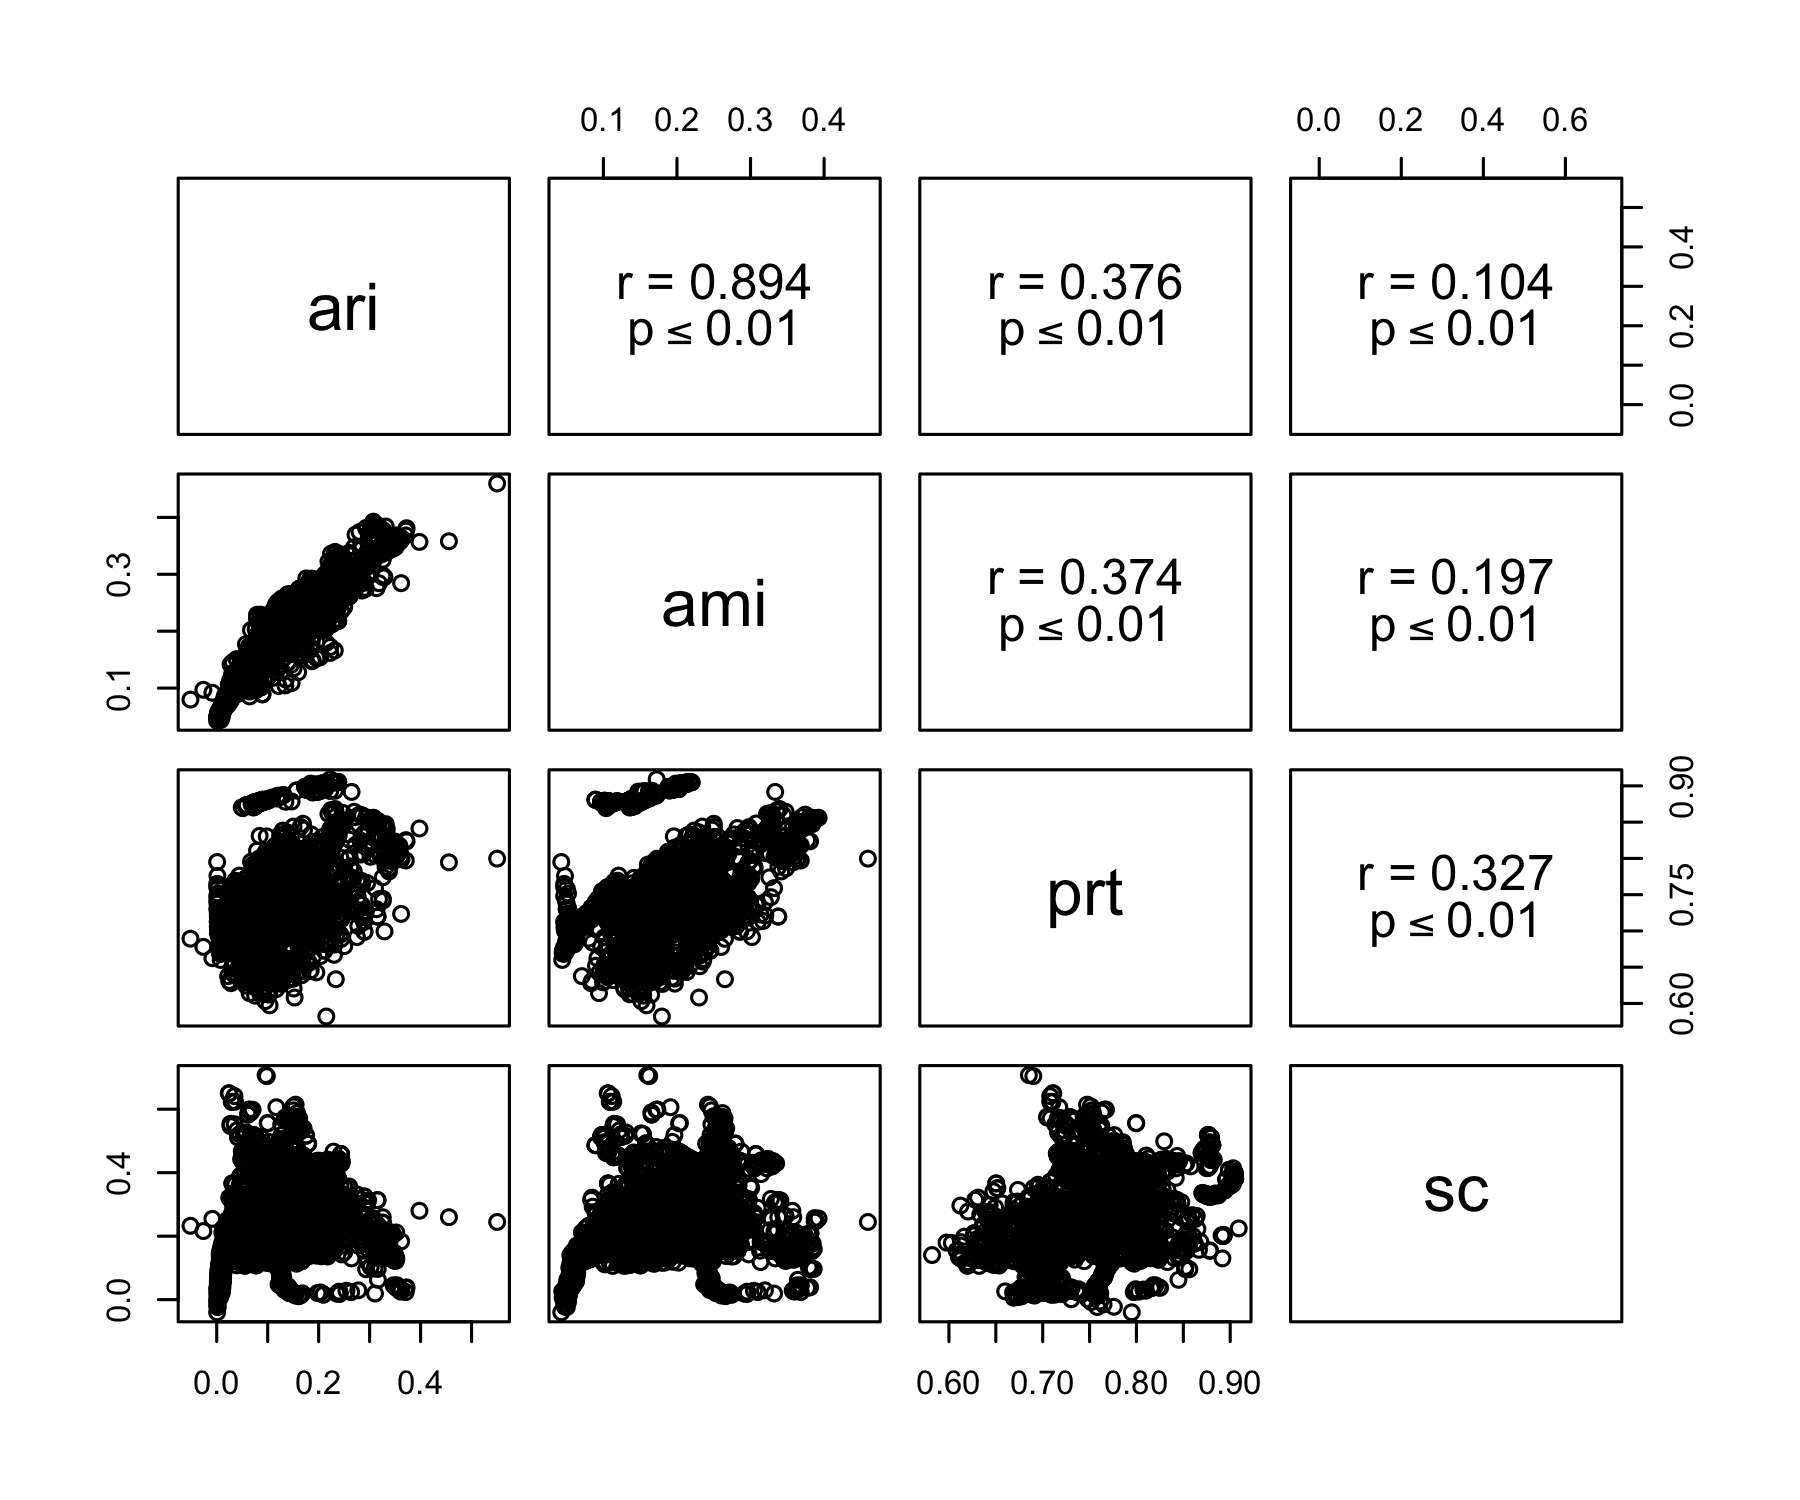 0.1 0.2 0.3 0.4
0.0 0.2 0.4 0.6
ari
r = 0.894
p ≤ 0.01
r = 0.376
p ≤ 0.01
r = 0.104
p ≤ 0.01
0.0 0.2 0.4
0.1 0.3
ami
r = 0.374
p ≤ 0.01
r = 0.197
p ≤ 0.01
prt
r = 0.327
p ≤ 0.01
0.60 0.75 0.90
0.0 0.4
sc
0.0 0.2 0.4
0.60 0.70 0.80 0.90